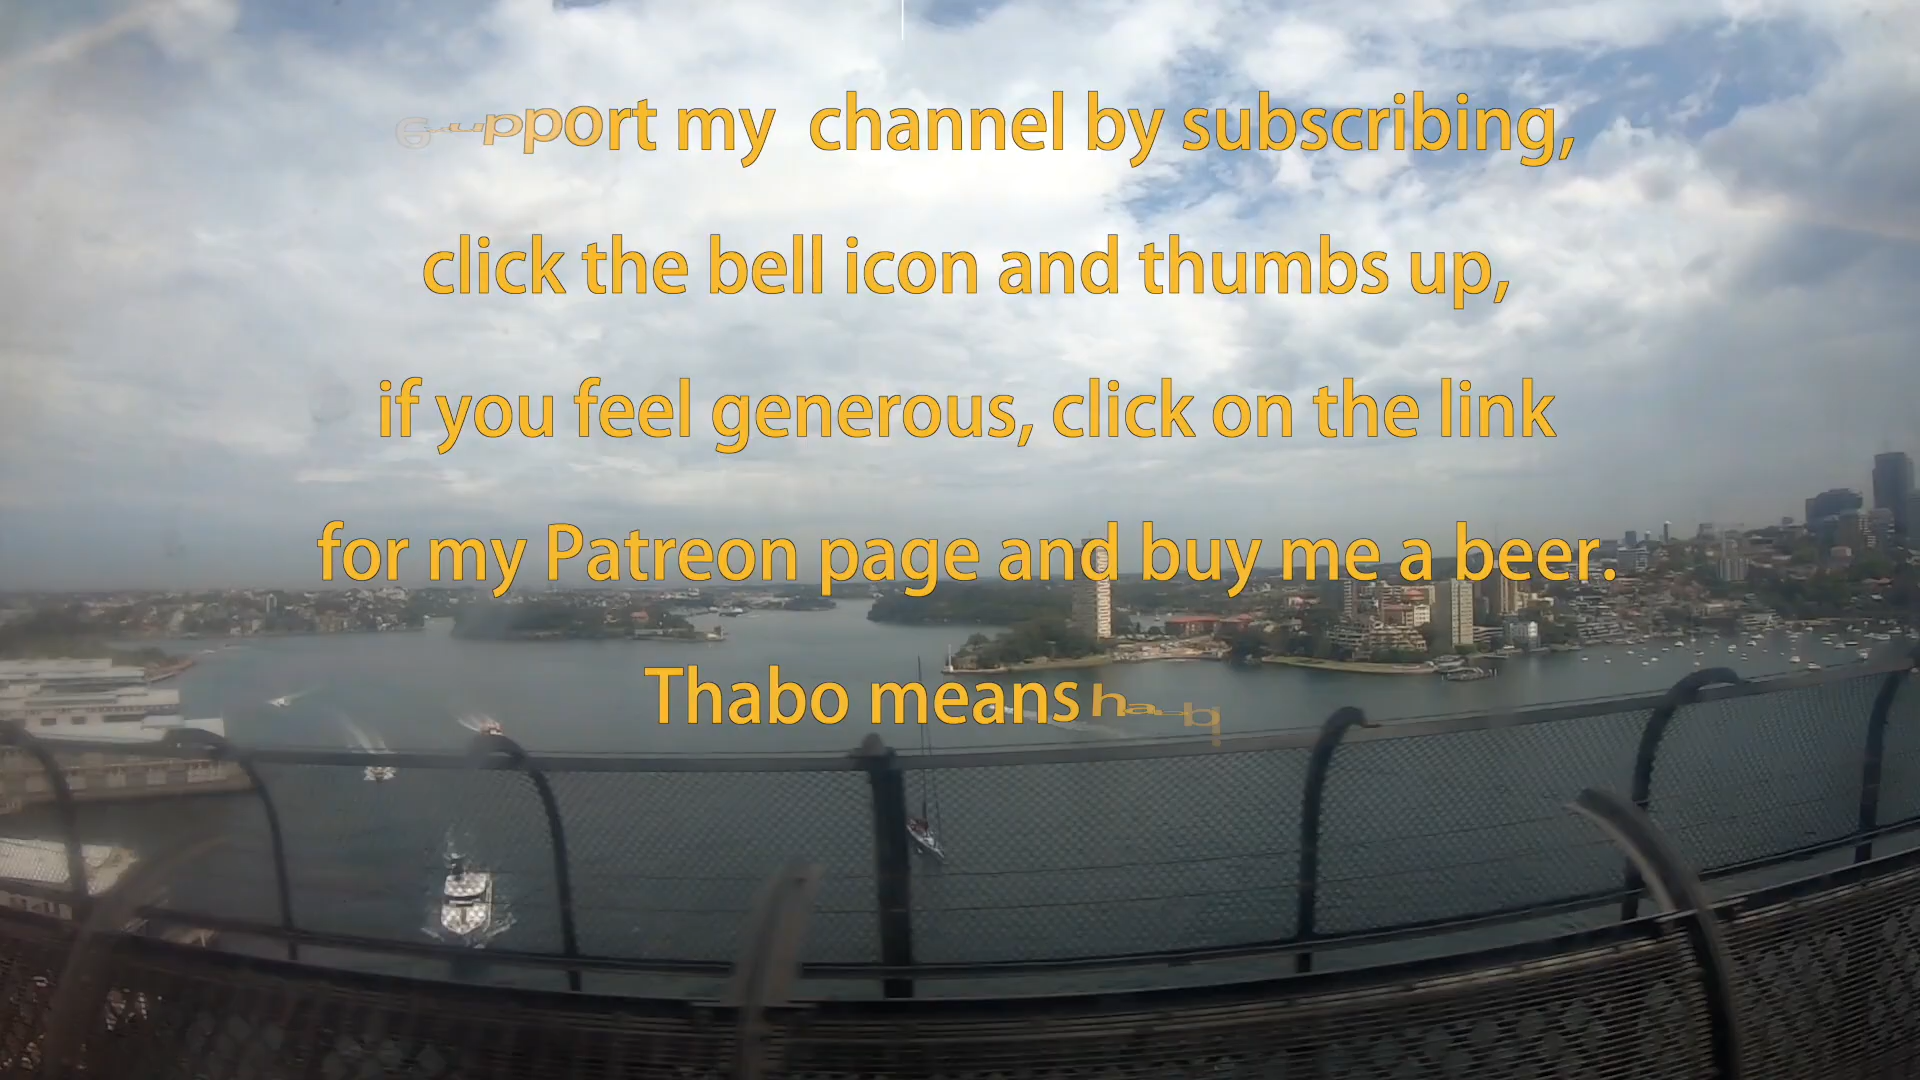 Support my channel by subscribing,
click the bell icon and thumbs up,
if you feel generous, click on the link
for my Patreon page and buy me a beer.
Thabo means